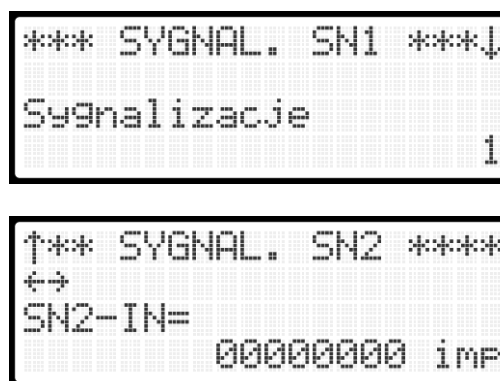 *** SYGNAL. SN1 ***↓
Sygnalizacje
1
↑** SYGNAL. SN2 ****
←→
SN2-IN=
00000000 imp